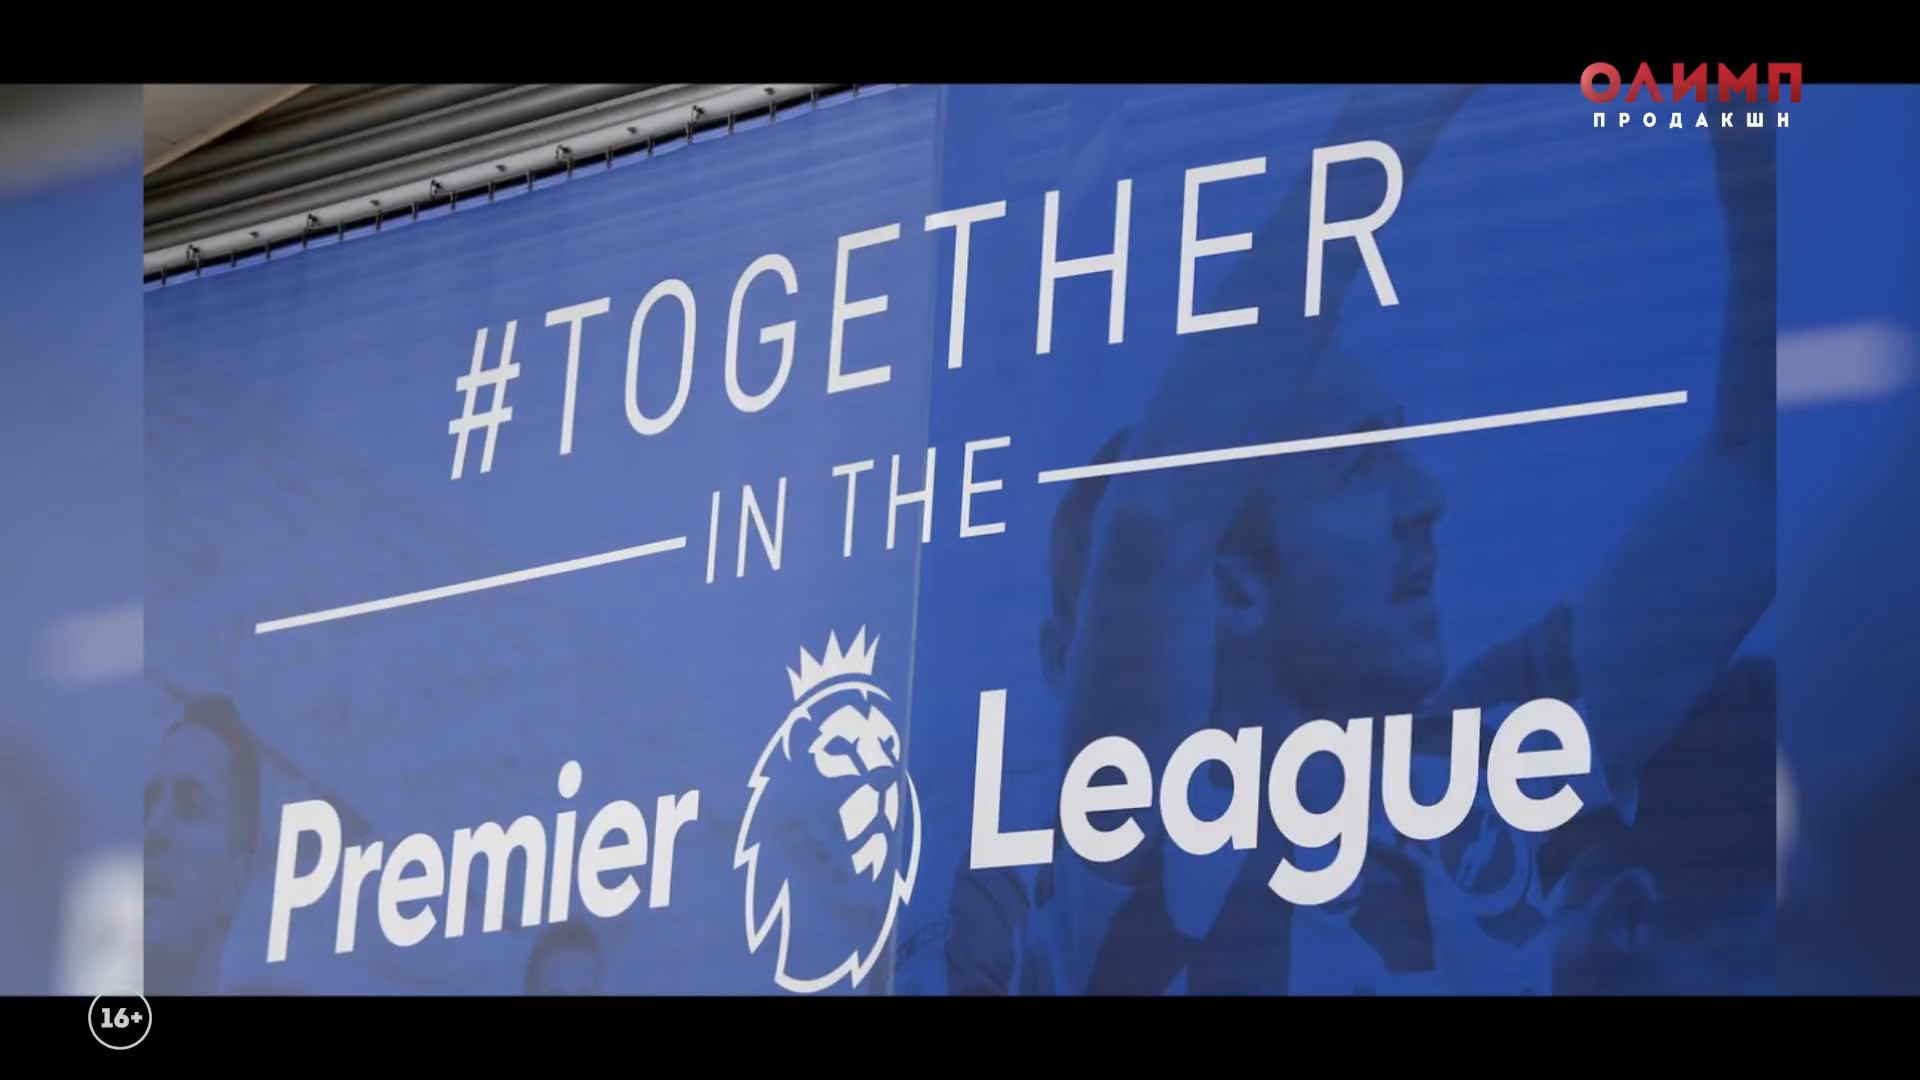 ОЛИМП
ПРОДАКШН
#TOGETHER
IN THE
Premier League
16+